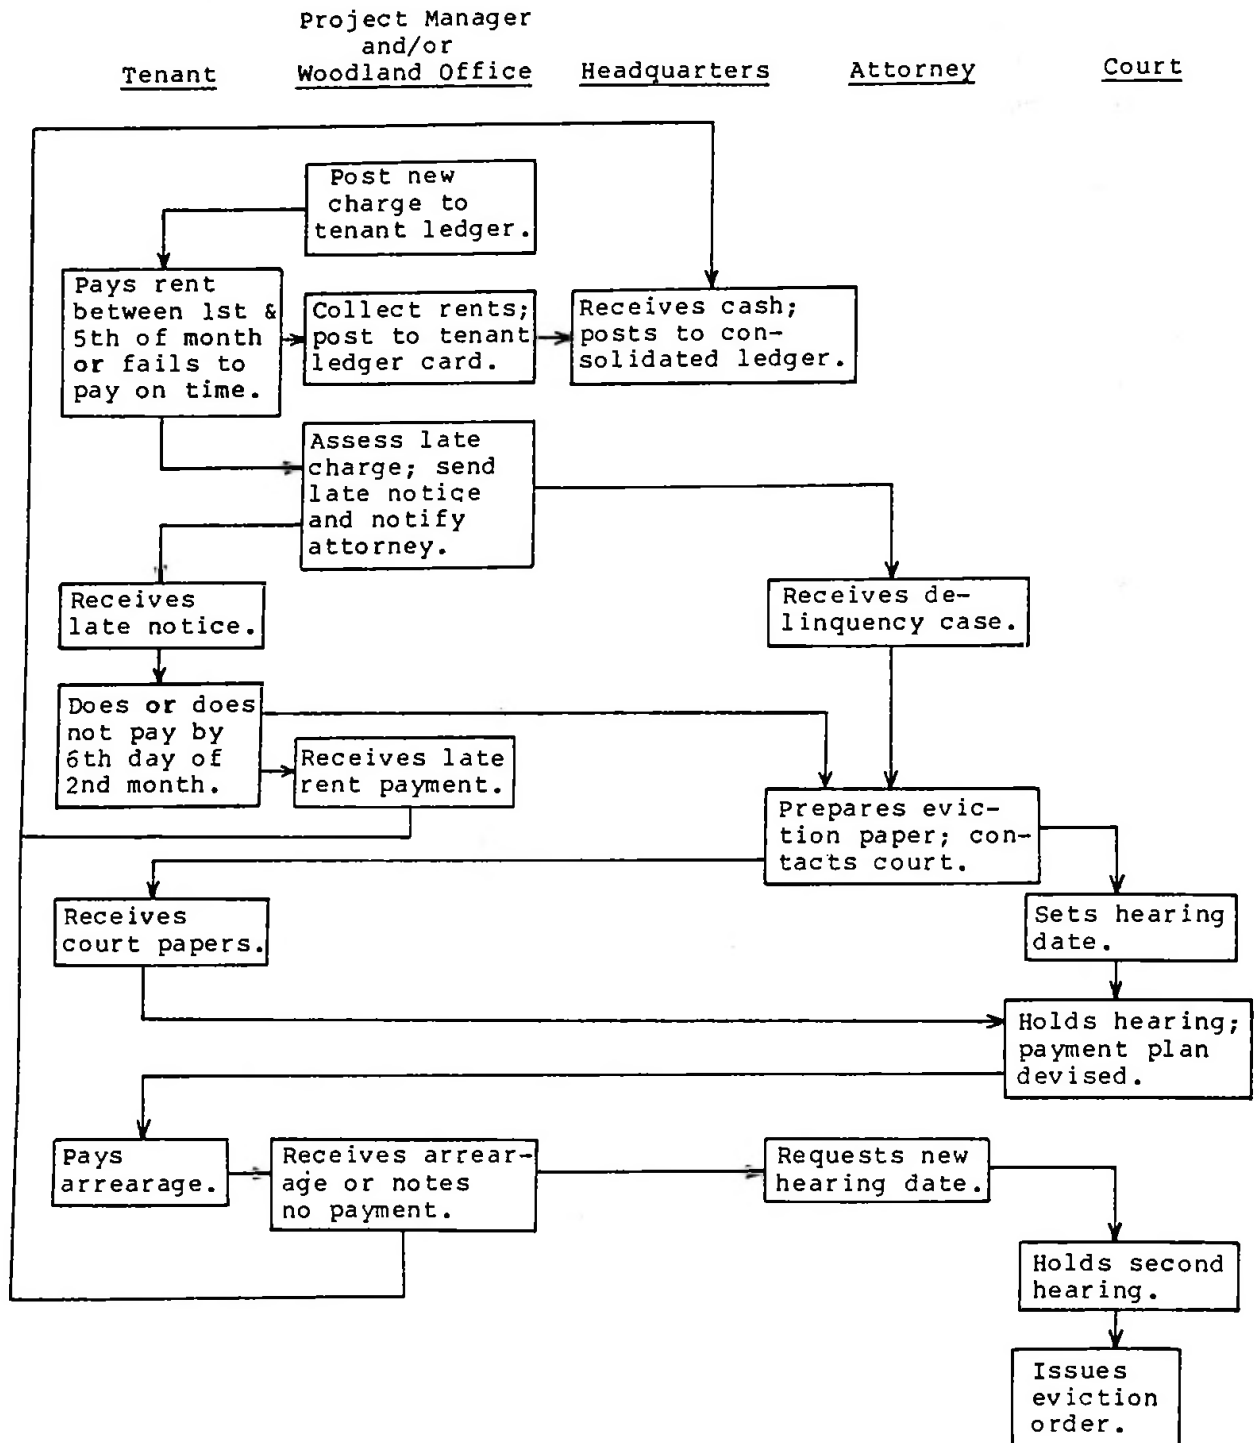 Project Manager
and/or
Tenant
Woodland Office
Headquarters
Attorney
Court
Post new
charge to
tenant ledger.
Pays rent
between 1st &
5th of month
or fails to
pay on time.
Collect rents;
post to tenant
ledger card.
Receives cash;
posts to con-
solidated ledger.
Assess late
charge; send
late notice
and notify
attorney.
Receives
late notice.
Receives de-
linquency case.
Does or does
not pay by
6th day of
2nd month.
Receives late
rent payment.
Prepares evic-
tion paper; con-
tacts court.
Receives
court papers.
Sets hearing
date.
Holds hearing;
payment plan
devised.
Pays
arrearage.
Receives arrear-
age or notes
no payment.
Requests new
hearing date.
Holds second
hearing.
Issues
eviction
order.